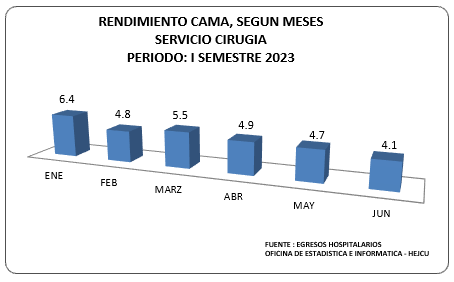 RENDIMIENTO CAMA, SEGUN MESES
SERVICIO CIRUGIA
PERIODO: I SEMESTRE 2023
6.4
4.8
5.5
4.9
4.7
4.1
ENE
FEB
MARZ
ABR
MAY
JUN
FUENTE : EGRESOS HOSPITALARIOS
OFICINA DE ESTADISTICA E INFORMATICA - HEJCU